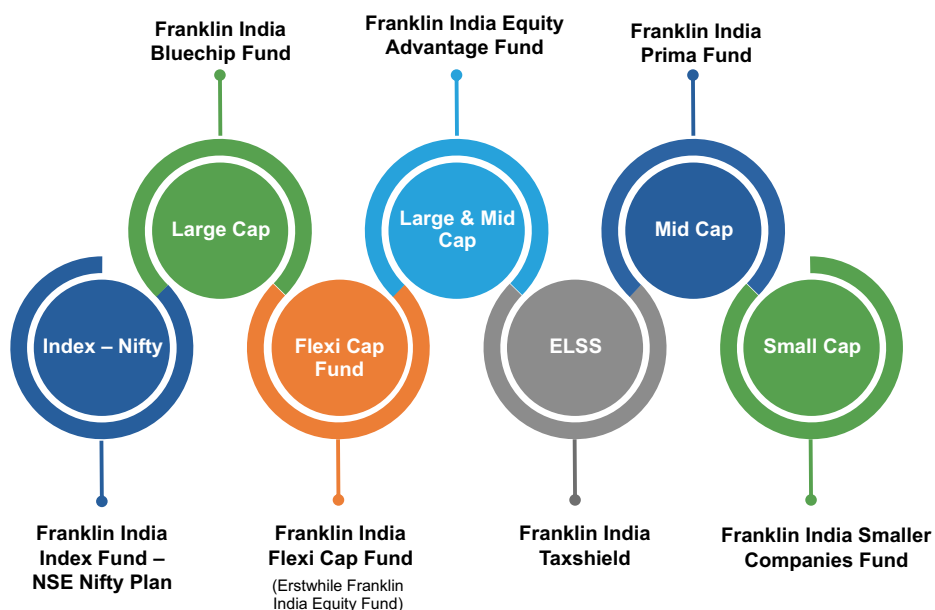 Franklin India
Bluechip Fund
Franklin India Equity
Advantage Fund
Franklin India
Prima Fund
Large Cap
Large & Mid
Cap
Mid Cap
Index – Nifty
Flexi Cap
Fund
ELSS
Small Cap
Franklin India
Index Fund –
NSE Nifty Plan
Franklin India
Flexi Cap Fund
(Erstwhile Franklin
India Equity Fund)
Franklin India
Taxshield
Franklin India Smaller
Companies Fund